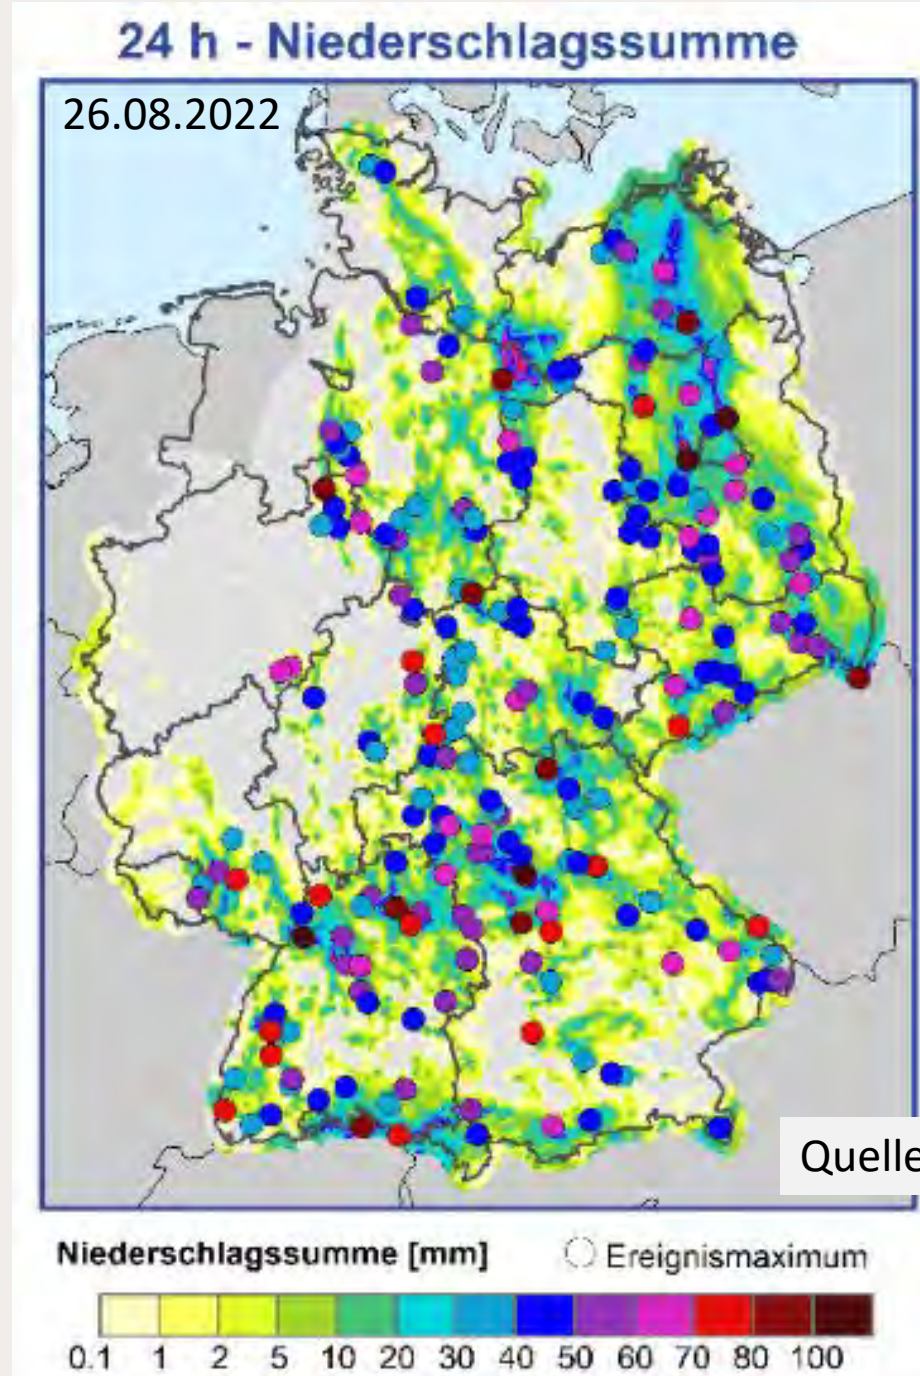 24 h - Niederschlagssumme
26.08.2022
Quelle
Niederschlagssumme [mm]
Ereignismaximum
0.1 1 2 5 10 20 30 40 50 60 70 80 100